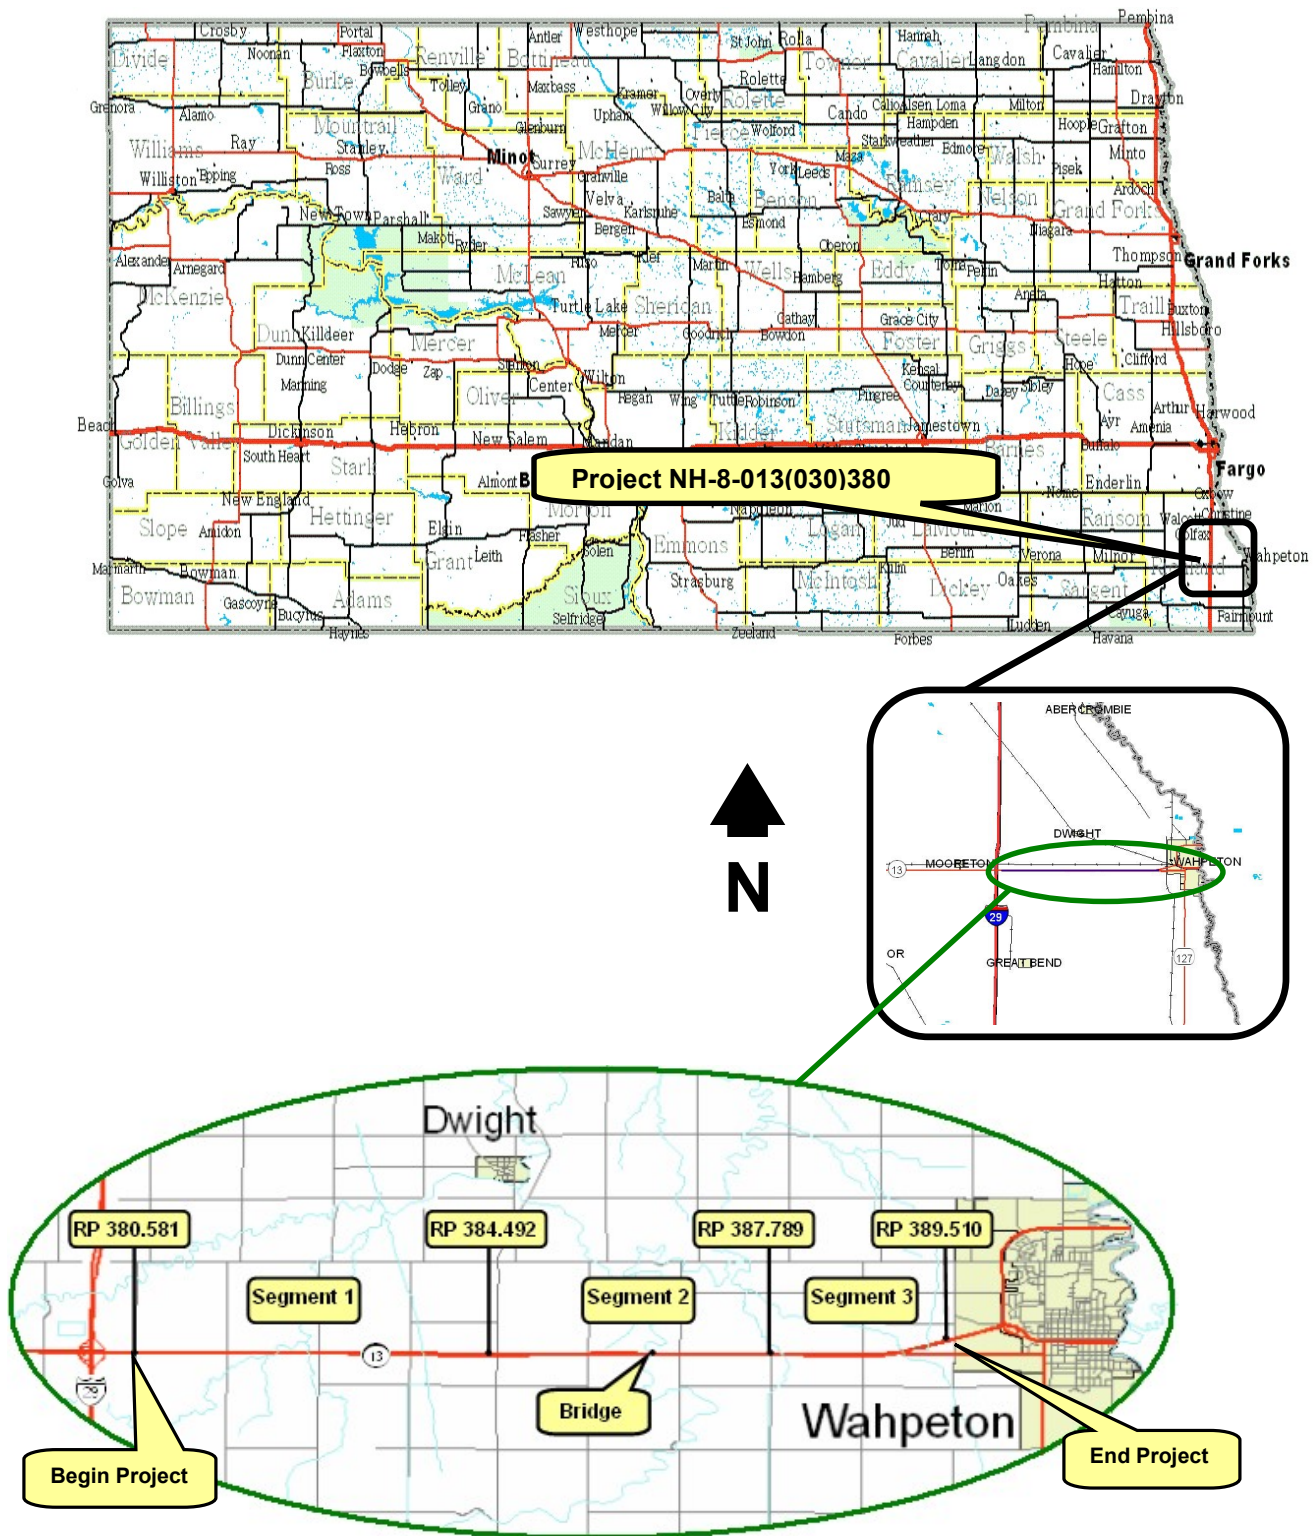 Crosby
Portal
Antler
Westhope
St John
Rolla
Hannah
Pembina
Pembina
Divide
Noonan
Flaxton
Renville
Bottineau
Towner
Cavalier
Langdon
Cavalier
Burke
Bowbells
Tolley
Maxbass
Kramer
Overly
Rolette
Rolette
Hamilton
Grenora
Alamo
Grano
Upham
Willow City
Cando
Calio
Alsen
Loma
Milton
Drayton
Mountrail
Glenburn
Pierce
Wolford
Starkweather
Hampden
Edmore
Hoople
Grafton
Williams
Ray
Stanley
Minot
Surrey
McHenry
Maza
Walsh
Minto
Williston
Epping
Ross
Ward
Granville
York
Leeds
Ramsey
Pisek
Ardoch
New Town
Parshall
Sawyer
Velva
Karlsruhe
Balta
Benson
Nelson
Grand Forks
Makoti
Ryder
Bergen
Esmond
Oberon
Crary
Niagara
Alexander
Arnegard
McLean
Martin
Wells
Hamberg
Eddy
Tolna
Pekin
Thompson
Grand Forks
McKenzie
Turtle Lake
Sheridan
Aneta
Hatton
Traill
Buxton
Dunn
Killdeer
Mercer
Mercer
Goodrich
Cathay
Bowdon
Grace City
Foster
Griggs
Steele
Hillsboro
Dunn Center
Dodge
Zap
Stanton
Wilton
Kensal
Courtenay
Sibley
Hope
Clifford
Manning
Oliver
Center
Regan
Wing
Tuttle
Robinson
Pingree
Dazey
Cass
Billings
Arthur
Harwood
Beach
Golden Valley
Dickinson
Hebron
New Salem
Mandan
Kidder
Stutsman
Jamestown
Barnes
Ayr
Amenia
Buffalo
South Heart
Stark
Fargo
Golva
Almont
B
Project NH-8-013(030)380
Enderlin
New England
Morton
Napoleon
Marion
Nome
Oxbow
Slope
Amidon
Hettinger
Elgin
Flasher
Logan
Jud
LaMoure
Ransom
Walcott
Christine
Colfax
Grant
Leith
Solen
Emmons
Berlin
Verona
Milnor
Wahpeton
Marmarth
Bowman
Strasburg
McIntosh
Kulm
Dickey
Oakes
Sargent
Richland
Bowman
Gascoyne
Bucyrus
Adams
Sioux
Selfridge
Cayuga
Fairmount
Haynes
Zeeland
Forbes
Ludden
Havana
ABERCROMBIE
DWIGHT
13
MOORETON
WAHPETON
29
OR
GREAT BEND
127
N
Dwight
RP 380.581
RP 384.492
RP 387.789
RP 389.510
Segment 1
Segment 2
Segment 3
13
29
Bridge
Wahpeton
Begin Project
End Project